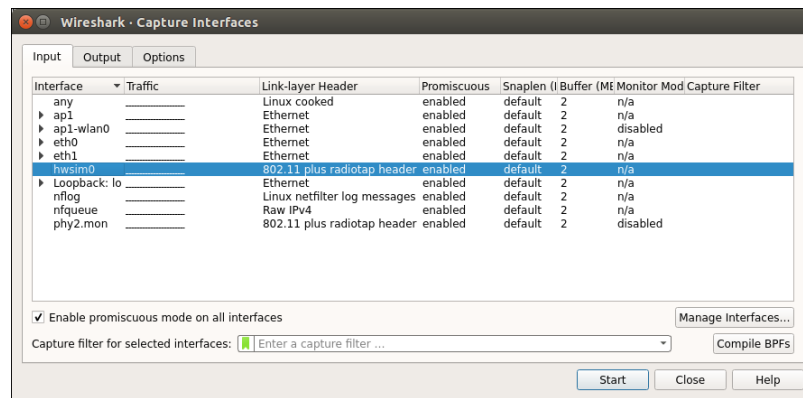 Wireshark · Capture Interfaces
Input Output Options
Interface Traffic Link-layer Header Promiscuous Snaplen ( Buffer (ME Monitor Mod Capture Filter
any Linux cooked enabled default 2 n/a
ap1 Ethernet enabled default 2 n/a
ap1-wlan0 Ethernet enabled default 2 disabled
eth0 Ethernet enabled default 2 n/a
eth1 Ethernet enabled default 2 n/a
hwsim0 802.11 plus radiotap header enabled default 2 n/a
Loopback: lo Ethernet enabled default 2 n/a
nflog Linux netfilter log messages enabled default 2 n/a
nfqueue Raw IPv4 enabled default 2 n/a
phy2.mon 802.11 plus radiotap header enabled default 2 disabled
Enable promiscuous mode on all interfaces
Manage Interfaces...
Capture filter for selected interfaces: Enter a capture filter ... Compile BPFs
Start Close Help